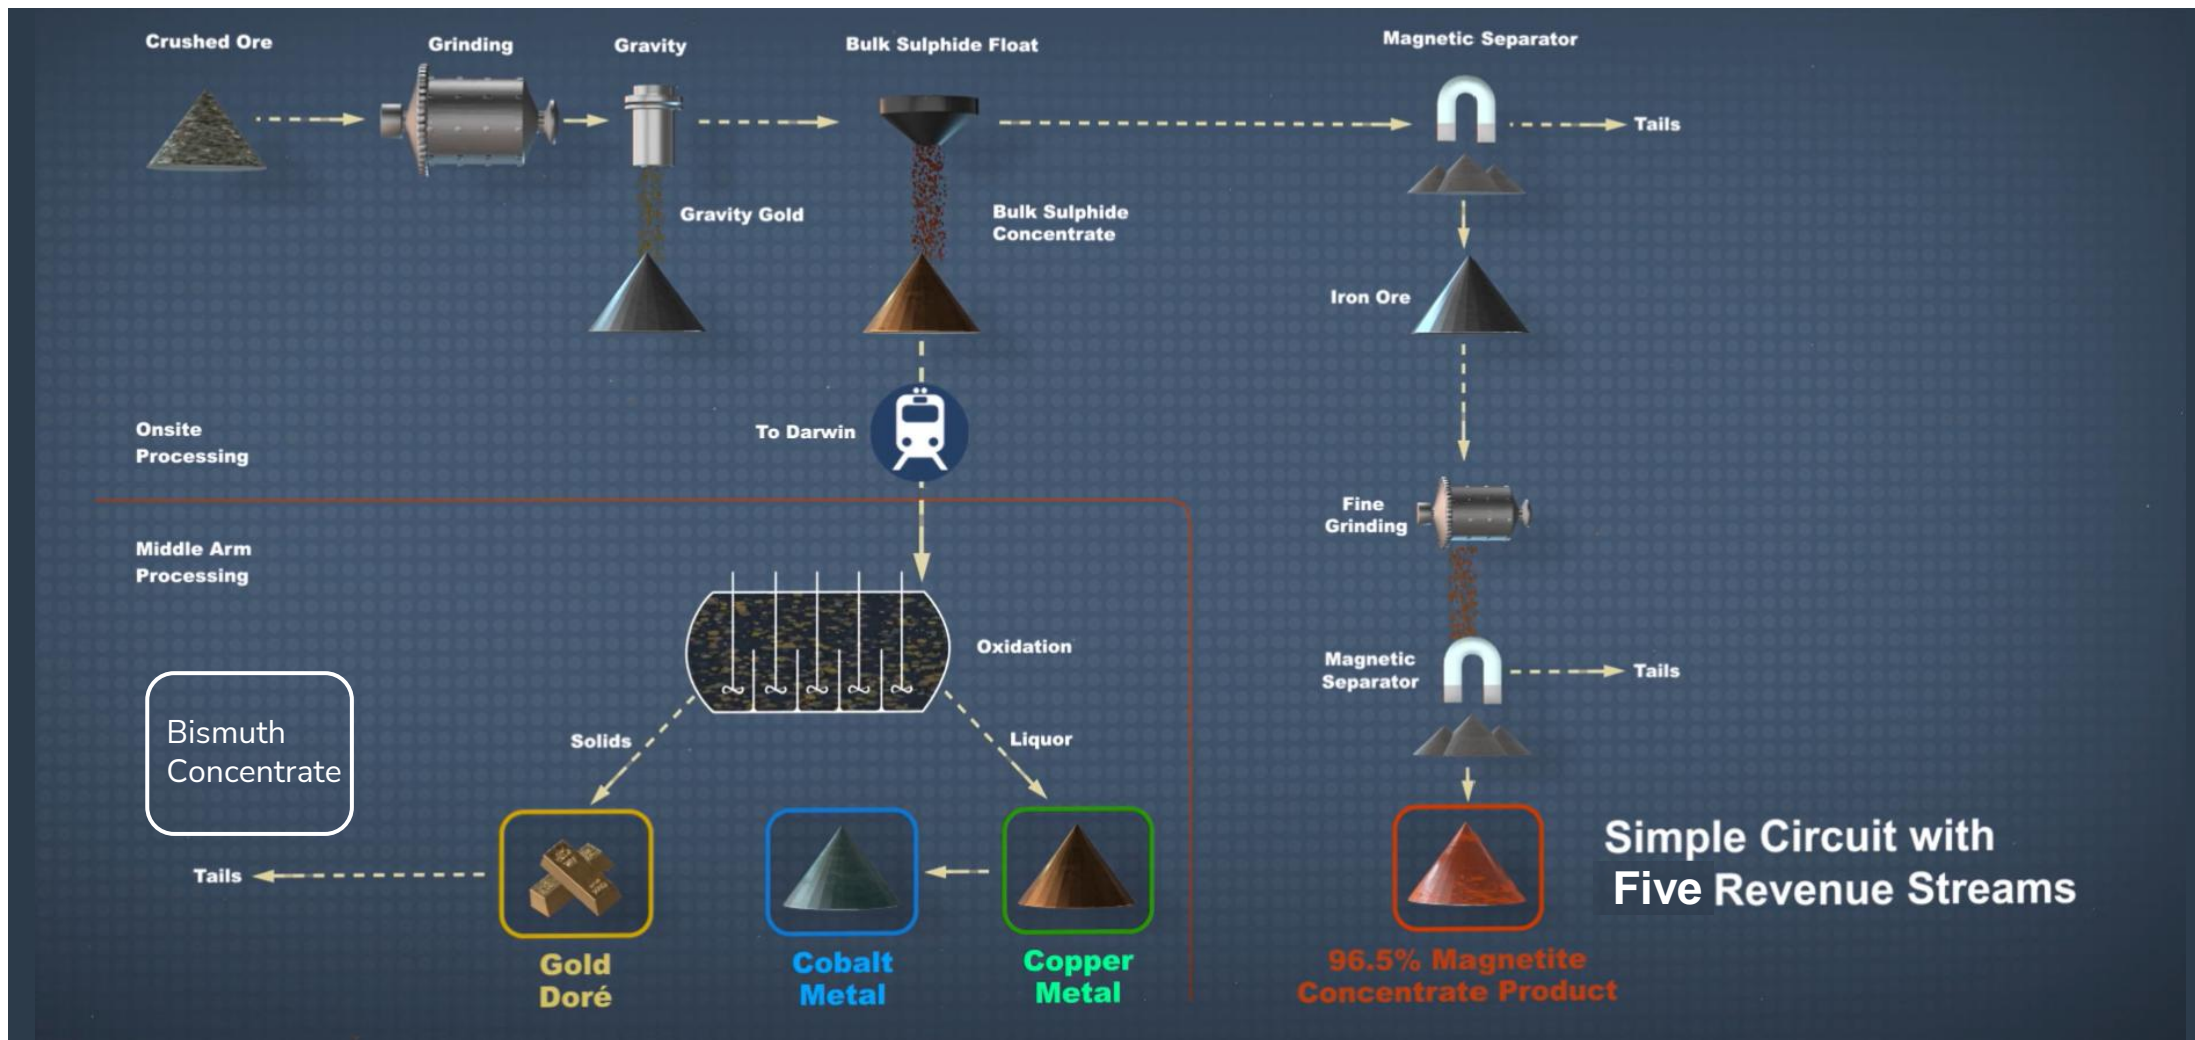 Crushed Ore
Grinding
Gravity
Bulk Sulphide Float
Magnetic Separator
Tails
Gravity Gold
Bulk Sulphide
Concentrate
Iron Ore
To Darwin
Onsite
Processing
Fine
Grinding
Middle Arm
Processing
Oxidation
Magnetic
Separator
Tails
Bismuth
Concentrate
Solids
Liquor
Tails
Gold
Doré
Cobalt
Metal
Copper
Metal
96.5% Magnetite
Concentrate Product
Simple Circuit with
Five Revenue Streams